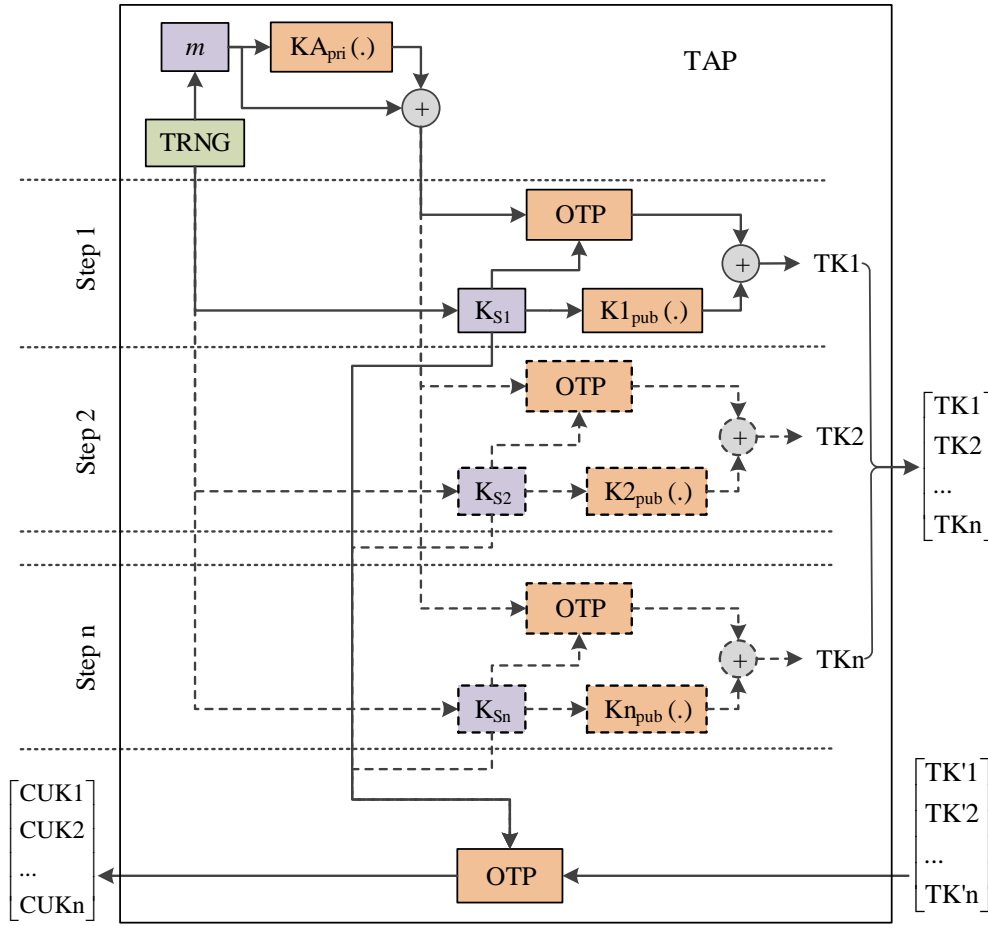 m
KApri(.)
TAP
+
TRNG
Step 1
OTP
+
TK1
KS1
K1pub(.)
Step 2
OTP
+
TK2
KS2
K2pub(.)
TK1
TK2
...
TKn
Step n
OTP
+
TKn
KSn
Knpub(.)
CUK1
CUK2
...
CUKn
OTP
TK'1
TK'2
...
TK'n